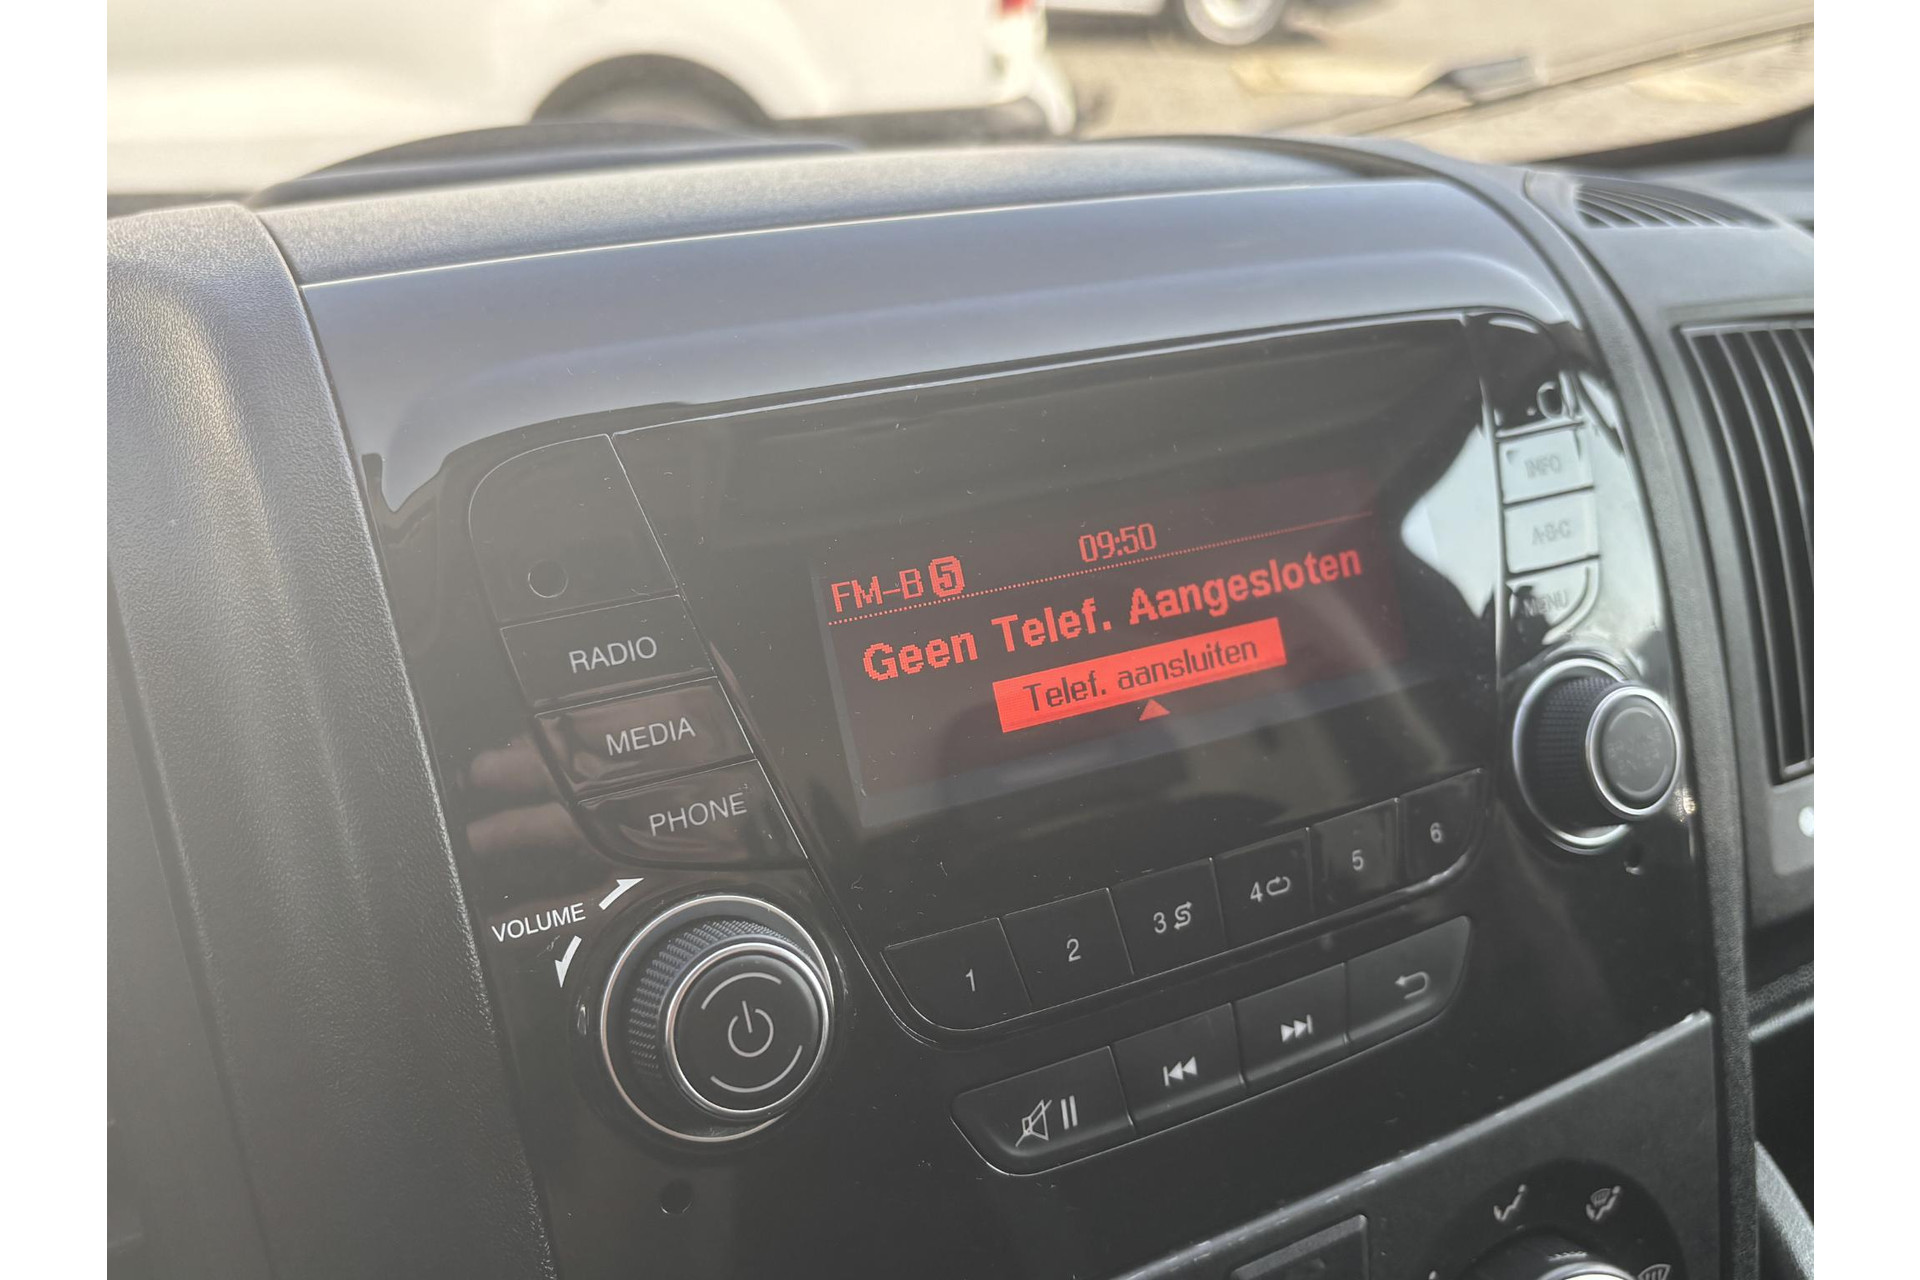 FM-B 5 09:50
Geen Telef. Aangesloten
Telef. aansluiten
RADIO
MEDIA
PHONE
VOLUME
INFO
A-B-C
MENU
1 2 3 4 5 6